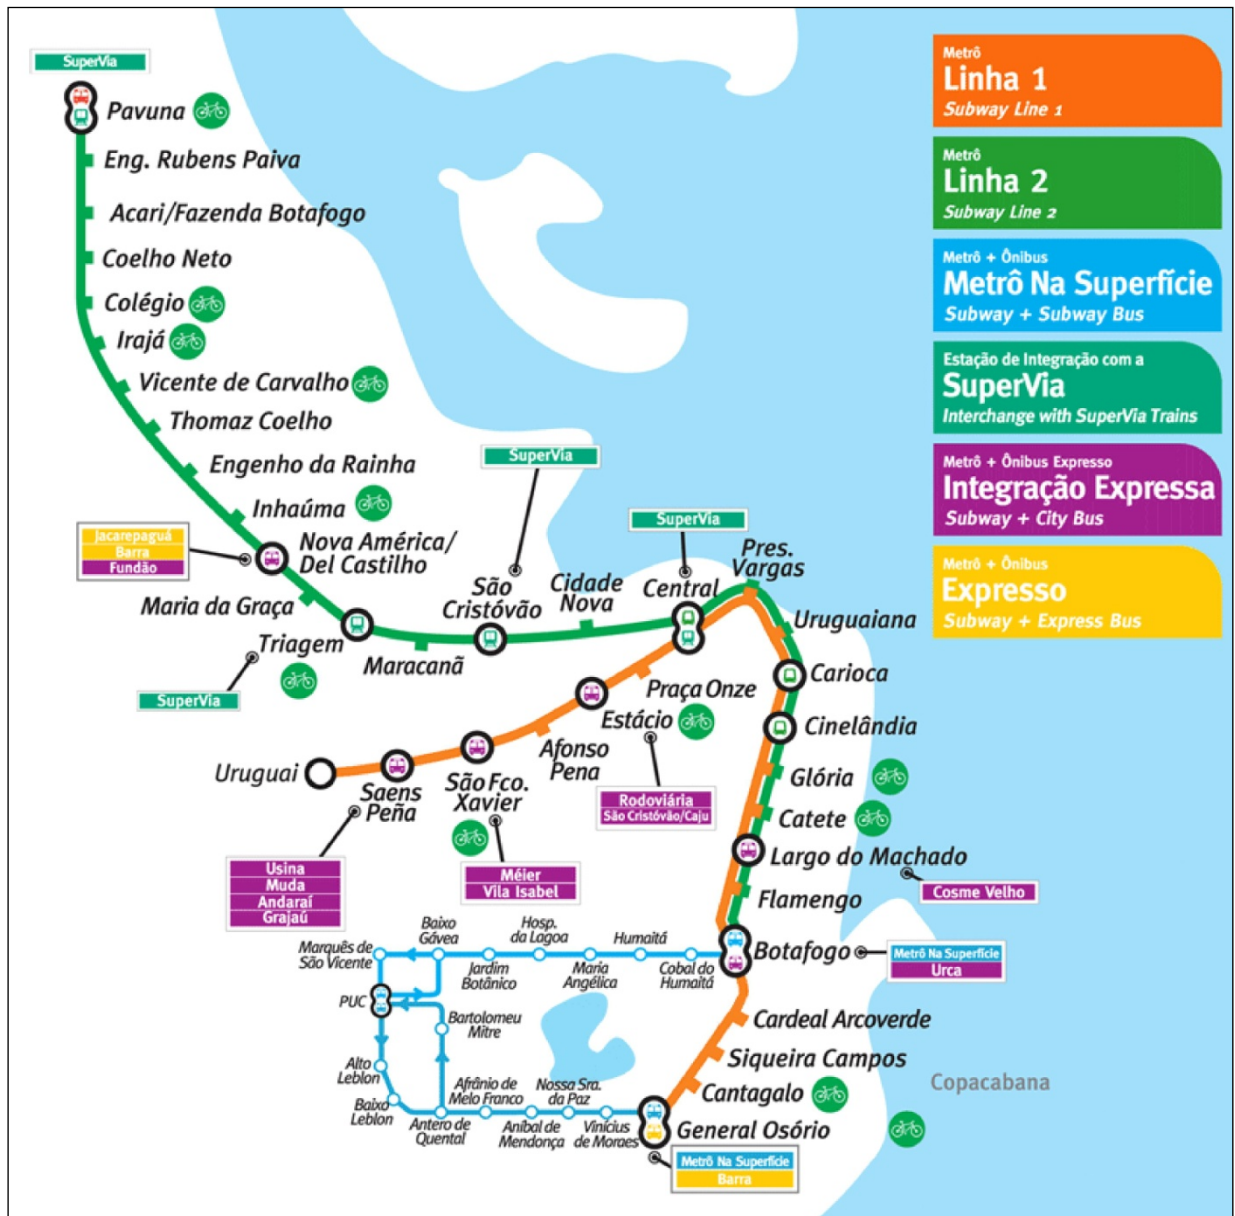 SuperVia
Pavuna
Eng. Rubens Paiva
Acari/Fazenda Botafogo
Coelho Neto
Colégio
Irajá
Vicente de Carvalho
Thomaz Coelho
Engenho da Rainha
Inhaúma
Jacarepaguá
Barra
Fundão
Nova América/
Del Castilho
Maria da Graça
Triagem
SuperVia
Maracanã
SuperVia
São
Cristóvão
Cidade
Nova
SuperVia
Central
Pres.
Vargas
Uruguaiana
Carioca
Cinelândia
Glória
Catete
Largo do Machado
Cosme Velho
Flamengo
Botafogo
Metrô Na Superfície
Urca
Praça Onze
Estácio
Rodoviária
São Cristóvão/Caju
Afonso
Pena
São Fco.
Xavier
Méier
Vila Isabel
Saens
Peña
Usina
Muda
Andaraí
Grajaú
Uruguai
Cardeal Arcoverde
Siqueira Campos
Cantagalo
General Osório
Metrô Na Superfície
Barra
Copacabana
Marquês de
São Vicente
Baixo
Gávea
Jardim
Botânico
Hosp.
da Lagoa
Maria
Angélica
Humaitá
Cobal do
Humaitá
PUC
Bartolomeu
Mitre
Alto
Leblon
Baixo
Leblon
Antero de
Quental
Afrânio de
Melo Franco
Aníbal de
Mendonça
Nossa Sra.
da Paz
Vinícius
de Moraes
Metrô
Linha 1
Subway Line 1
Metrô
Linha 2
Subway Line 2
Metrô + Ônibus
Metrô Na Superfície
Subway + Subway Bus
Estação de Integração com a
SuperVia
Interchange with SuperVia Trains
Metrô + Ônibus Expresso
Integração Expressa
Subway + City Bus
Metrô + Ônibus
Expresso
Subway + Express Bus